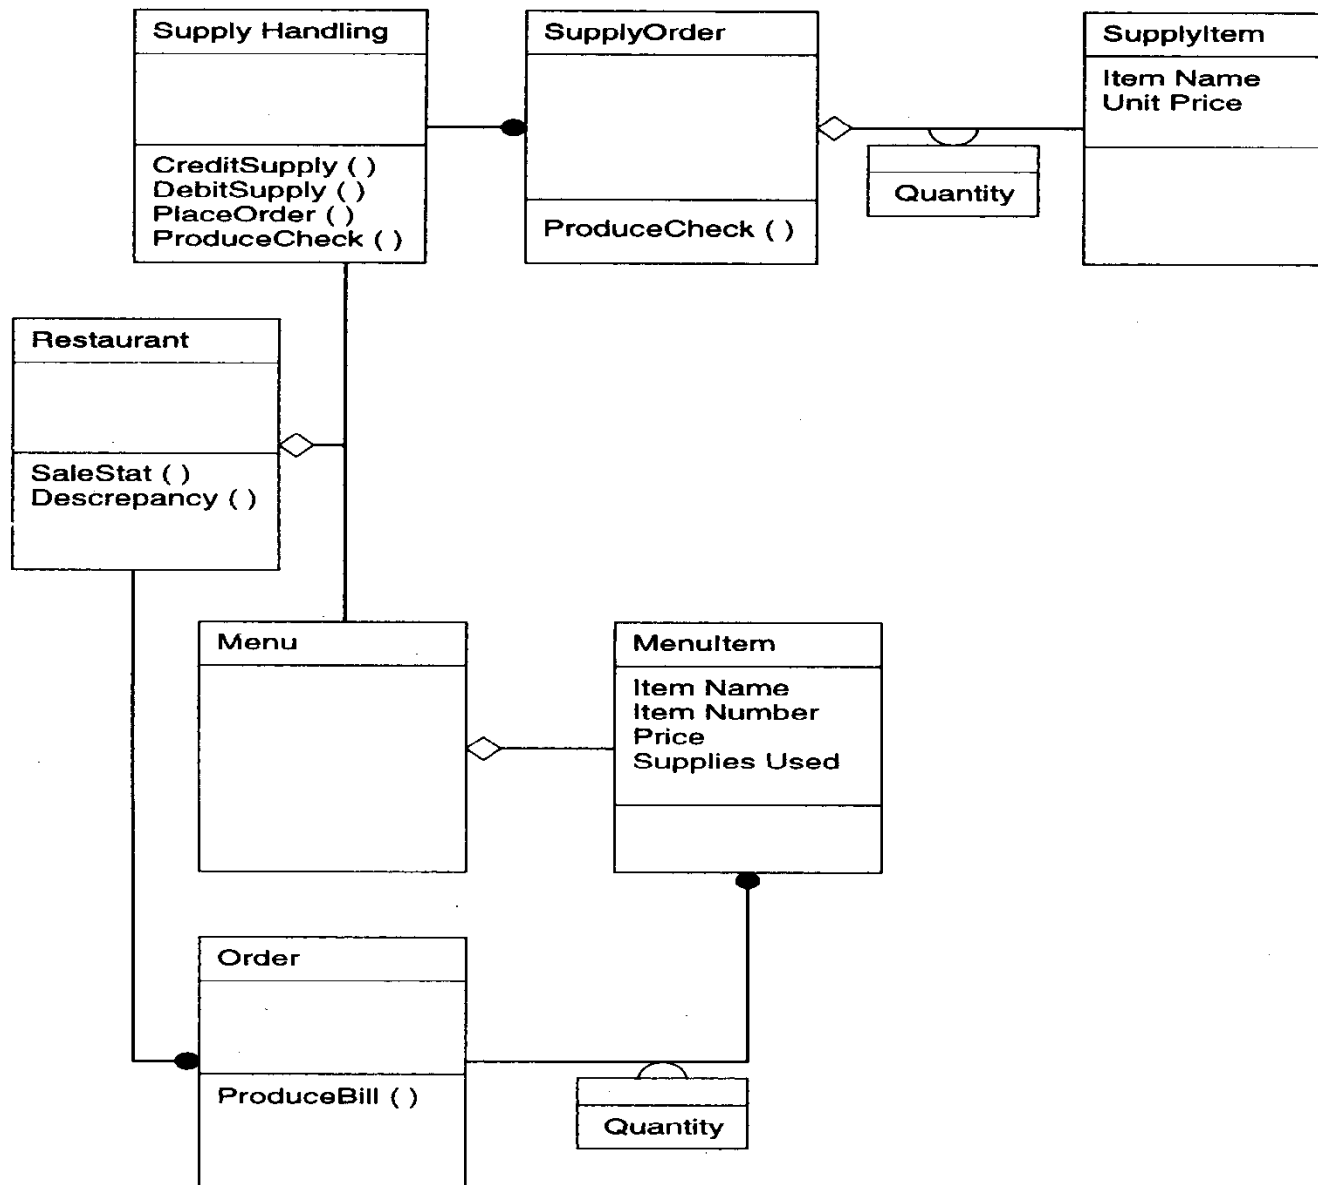 Supply Handling
CreditSupply ( )
DebitSupply ( )
PlaceOrder ( )
ProduceCheck ( )
SupplyOrder
ProduceCheck ( )
Quantity
SupplyItem
Item Name
Unit Price
Restaurant
SaleStat ( )
Descrepancy ( )
Menu
MenuItem
Item Name
Item Number
Price
Supplies Used
Order
ProduceBill ( )
Quantity